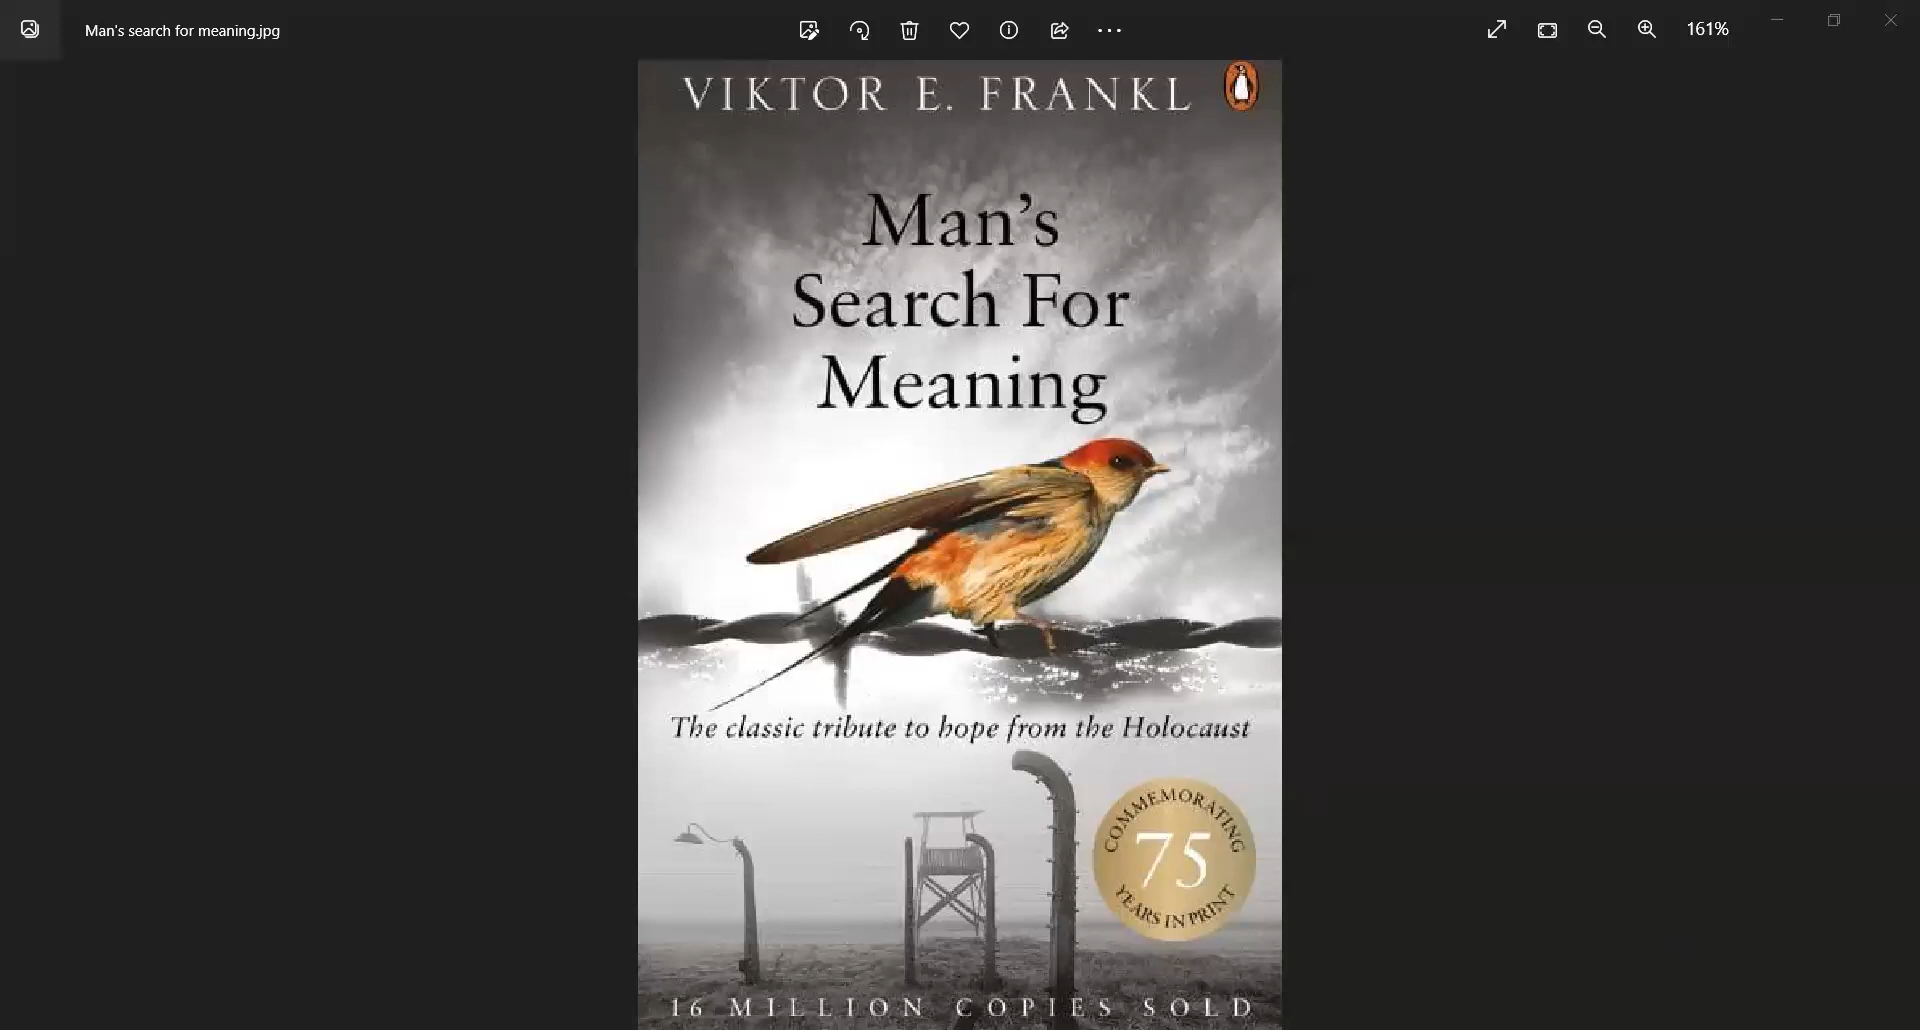 Man's search for meaning.jpg
161%
VIKTOR E. FRANKL
Man’s
Search For
Meaning
The classic tribute to hope from the Holocaust
COMMEMORATING
75
YEARS IN PRINT
16 MILLION COPIES SOLD